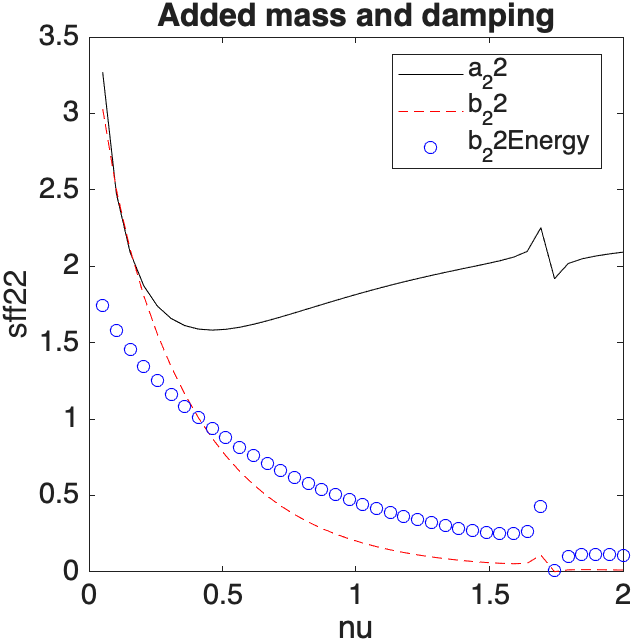 Added mass and damping
3.5
3
2.5
2
1.5
1
0.5
0
sff22
a₂2
b₂2
b₂2Energy
0
0.5
1
1.5
2
nu